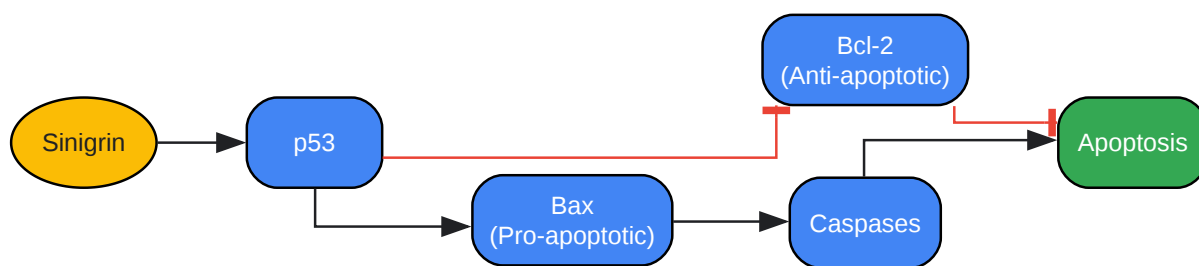 Sinigrin
p53
Bcl-2
(Anti-apoptotic)
Bax
(Pro-apoptotic)
Caspases
Apoptosis